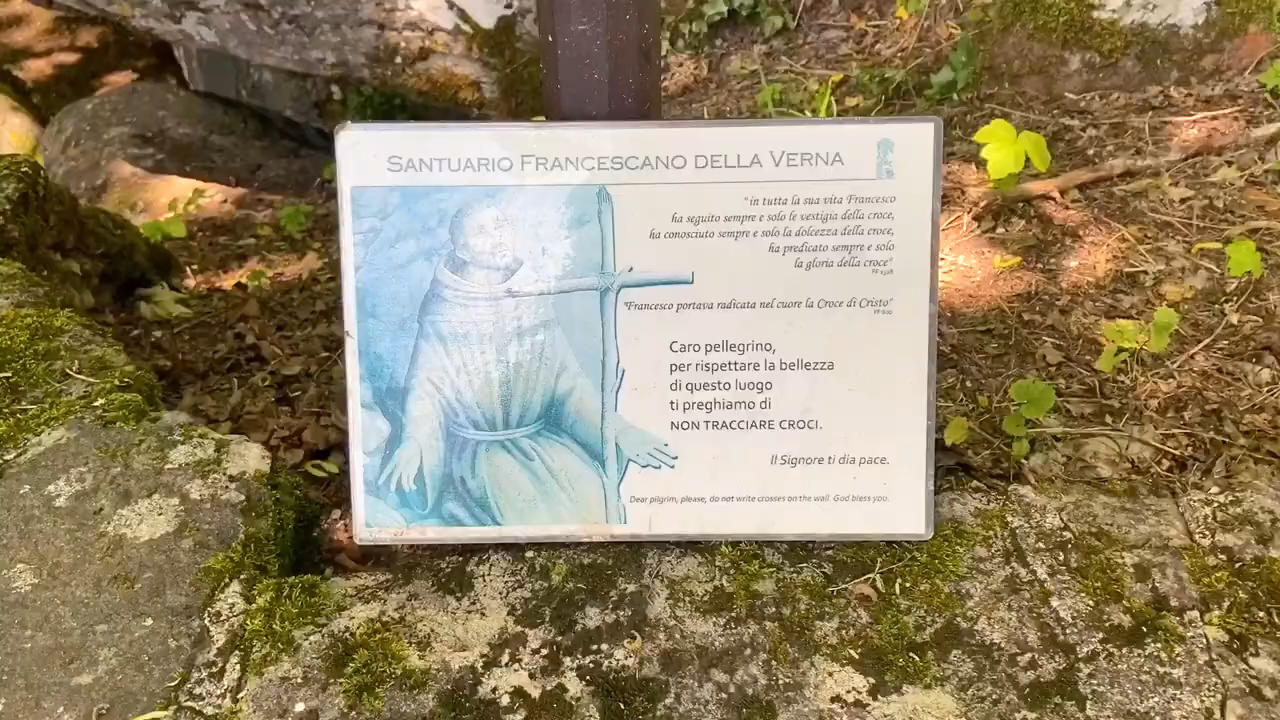 SANTUARIO FRANCESCANO DELLA VERNA
"in tutta la sua vita Francesco
ha seguito sempre e solo le vestigia della croce,
ha conosciuto sempre e solo la dolcezza della croce,
ha predicato sempre e solo
la gloria della croce"
"Francesco portava radicata nel cuore la Croce di Cristo"
Caro pellegrino,
per rispettare la bellezza
di questo luogo
ti preghiamo di
NON TRACCIARE CROCI.
Il Signore ti dia pace.
Dear pilgrim, please, do not write crosses on the wall. God bless you.